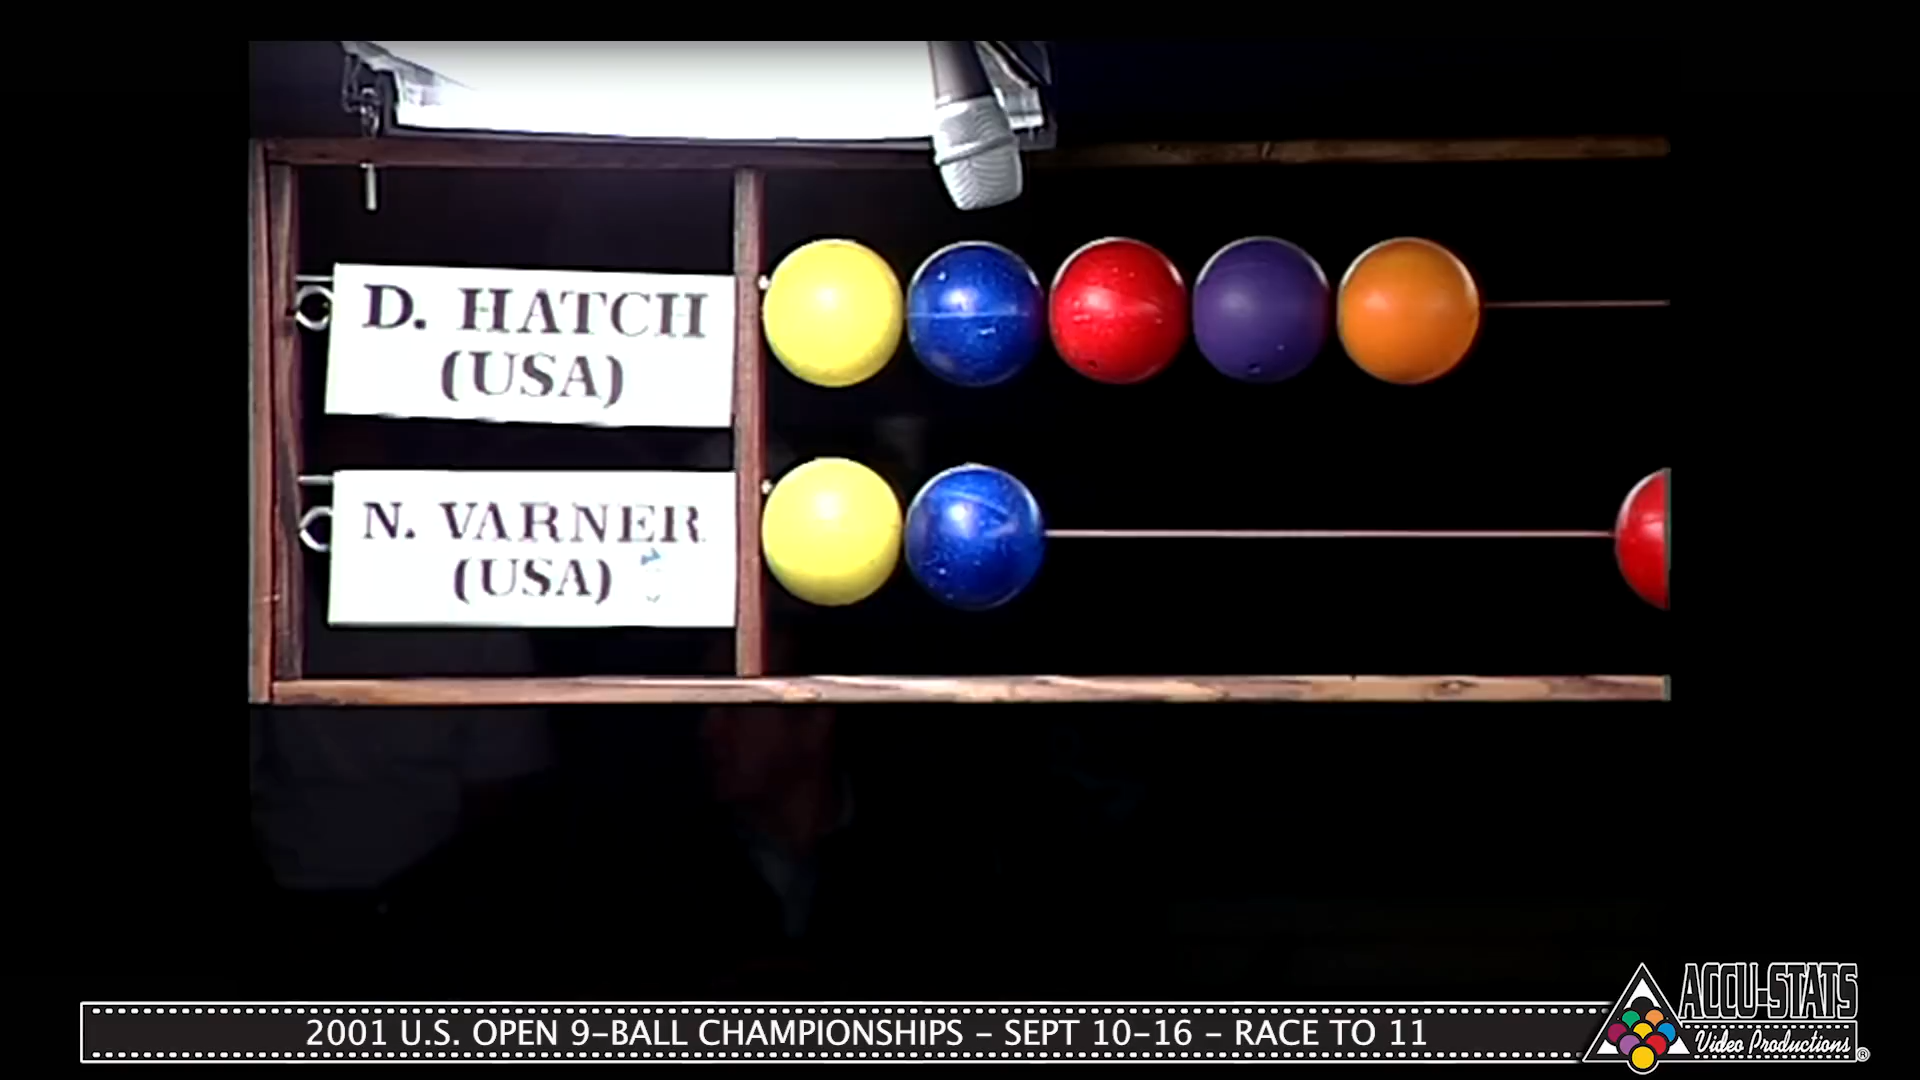 D. HATCH
(USA)
N. VARNER
(USA)
2001 U.S. OPEN 9-BALL CHAMPIONSHIPS - SEPT 10-16 - RACE TO 11
ACCU-STATS
Video Productions®